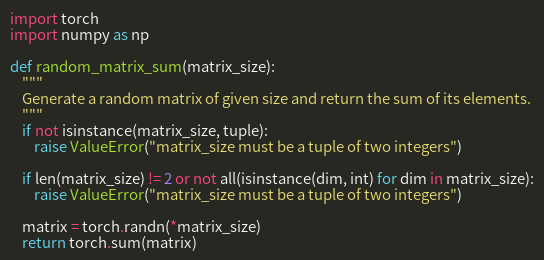 import torch
import numpy as np

def random_matrix_sum(matrix_size):
    """
    Generate a random matrix of given size and return the sum of its elements.
    """
    if not isinstance(matrix_size, tuple):
        raise ValueError("matrix_size must be a tuple of two integers")

    if len(matrix_size) != 2 or not all(isinstance(dim, int) for dim in matrix_size):
        raise ValueError("matrix_size must be a tuple of two integers")

    matrix = torch.randn(*matrix_size)
    return torch.sum(matrix)